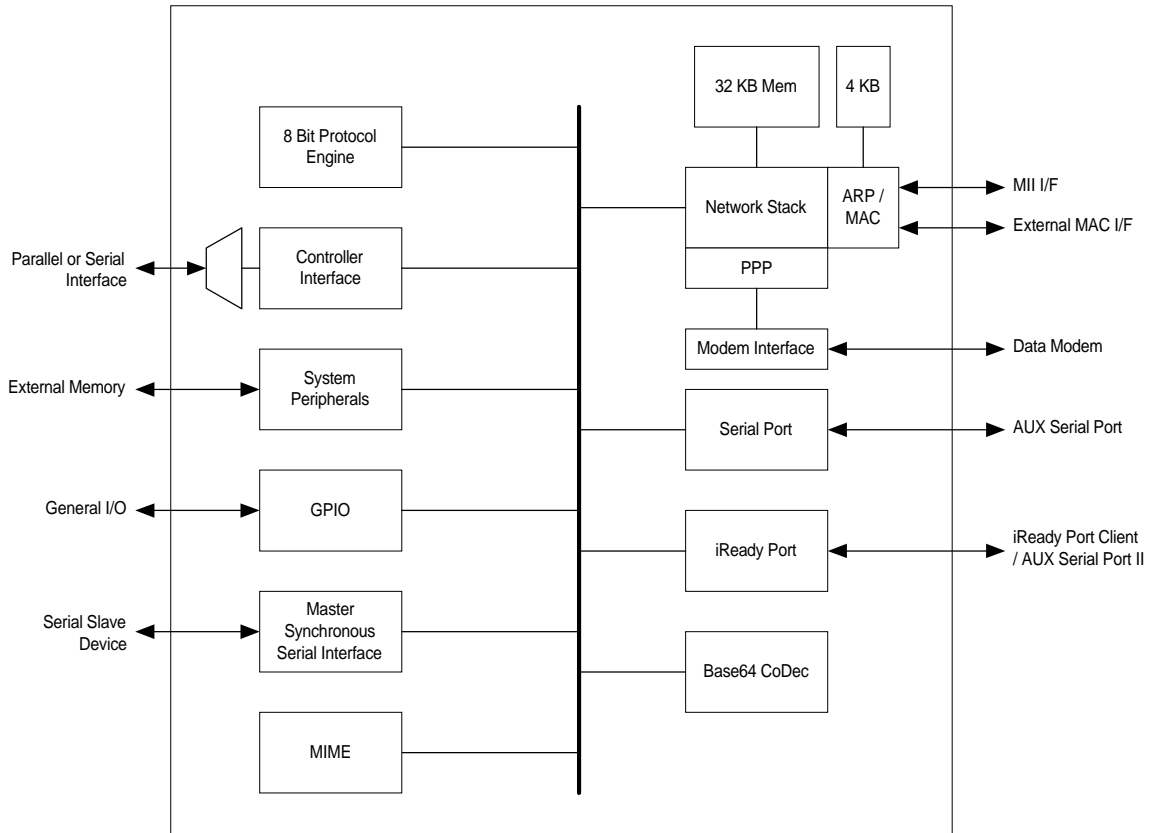 32 KB Mem
4 KB
8 Bit Protocol
Engine
Network Stack
ARP /
MAC
MII I/F
External MAC I/F
Parallel or Serial
Interface
Controller
Interface
PPP
Modem Interface
Data Modem
External Memory
System
Peripherals
Serial Port
AUX Serial Port
General I/O
GPIO
iReady Port
iReady Port Client
/ AUX Serial Port II
Serial Slave
Device
Master
Synchronous
Serial Interface
Base64 CoDec
MIME